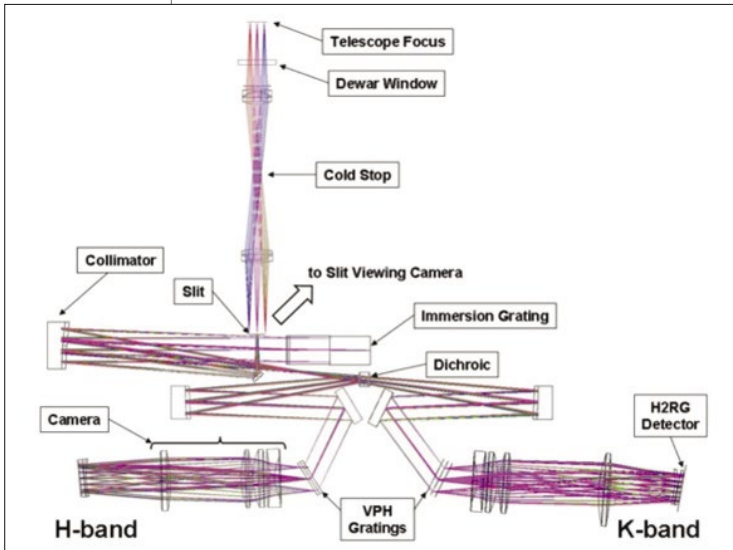 Telescope Focus
Dewar Window
Cold Stop
Collimator
to Slit Viewing Camera
Slit
Immersion Grating
Dichroic
Camera
H2RG
Detector
VPH
Gratings
H-band
K-band